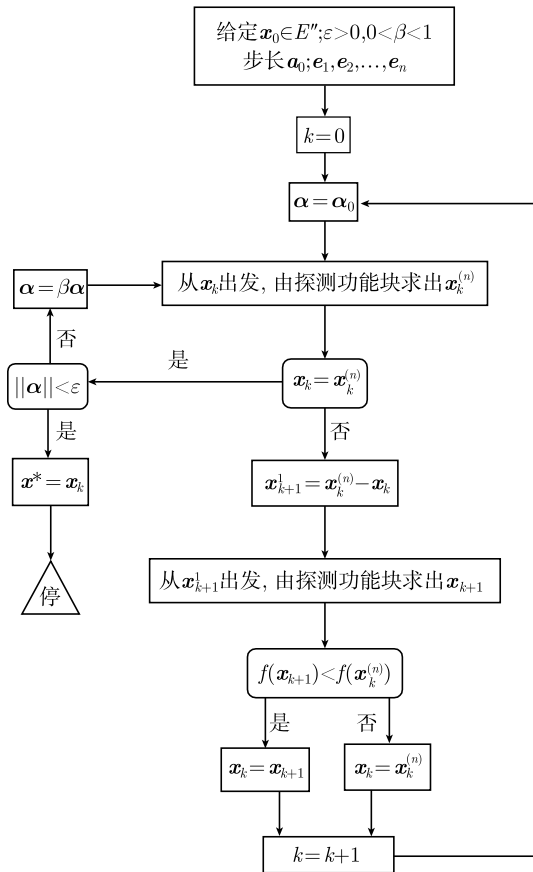 给定x₀∈E″;ε>0,0<β<1
步长a₀;e₁,e₂,…,eₙ
k=0
α=α₀
从xₖ出发, 由探测功能块求出xₖ⁽ⁿ⁾
α=βα
否
||α||<ε
是
xₖ=xₖ⁽ⁿ⁾
是
否
x*=xₖ
x¹ₖ₊₁=xₖ⁽ⁿ⁾−xₖ
停
从x¹ₖ₊₁出发, 由探测功能块求出xₖ₊₁
f(xₖ₊₁)<f(xₖ⁽ⁿ⁾)
是
否
xₖ=xₖ₊₁
xₖ=xₖ⁽ⁿ⁾
k=k+1